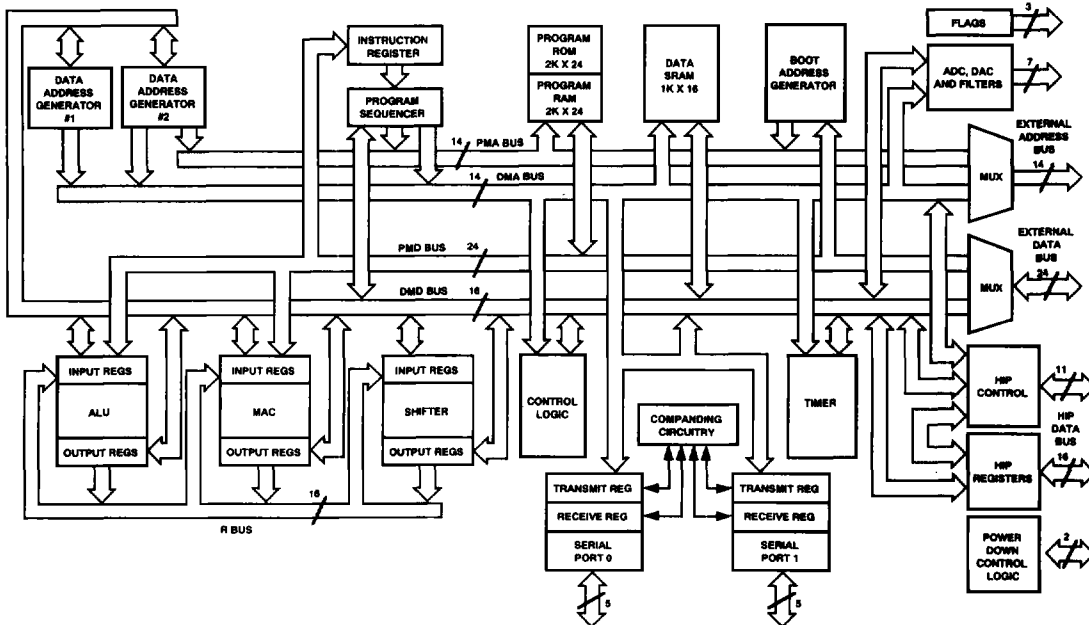 FLAGS
3
INSTRUCTION
REGISTER
PROGRAM
ROM
2K X 24
PROGRAM
RAM
2K X 24
DATA
SRAM
1K X 16
BOOT
ADDRESS
GENERATOR
ADC, DAC
AND FILTERS
7
DATA
ADDRESS
GENERATOR
#1
DATA
ADDRESS
GENERATOR
#2
PROGRAM
SEQUENCER
14
PMA BUS
14
DMA BUS
MUX
EXTERNAL
ADDRESS
BUS
14
PMD BUS
24
DMD BUS
16
MUX
EXTERNAL
DATA
BUS
24
INPUT REGS
ALU
OUTPUT REGS
INPUT REGS
MAC
OUTPUT REGS
INPUT REGS
SHIFTER
OUTPUT REGS
16
R BUS
CONTROL
LOGIC
COMPANDING
CIRCUITRY
TIMER
TRANSMIT REG
RECEIVE REG
SERIAL
PORT 0
5
TRANSMIT REG
RECEIVE REG
SERIAL
PORT 1
5
HIP
CONTROL
11
HIP
DATA
BUS
HIP
REGISTERS
16
POWER
DOWN
CONTROL
LOGIC
2